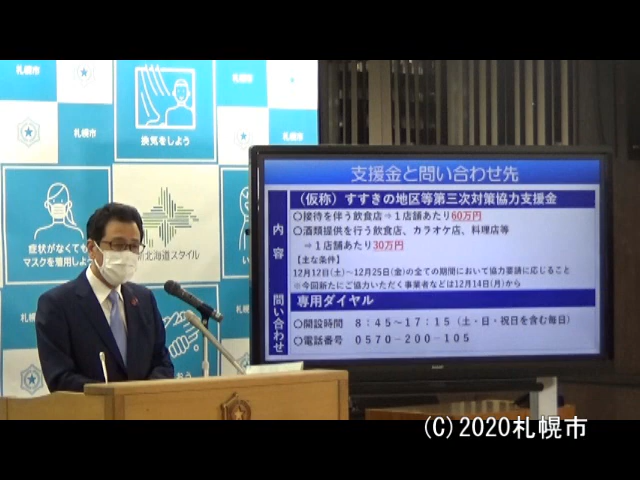 札幌市
札幌市
札幌市
換気をしよう
札幌市
症状がなくても
マスクを着用しよう
新北海道スタイル
支援金と問い合わせ先
内容
（仮称）すすきの地区等第三次対策協力支援金
〇接待を伴う飲食店⇒１店舗あたり60万円
〇酒類提供を行う飲食店、カラオケ店、料理店等
⇒１店舗あたり30万円
【主な条件】
12月12日(土)～12月25日(金)の全ての期間において協力要請に応じること
※今回新たにご協力いただく事業者などは12月14日(月)から
問い合わせ
専用ダイヤル
〇開設時間　８：４５～１７：１５（土・日・祝日を含む毎日）
〇電話番号　０５７０－２００－１０５
(C) 2020札幌市